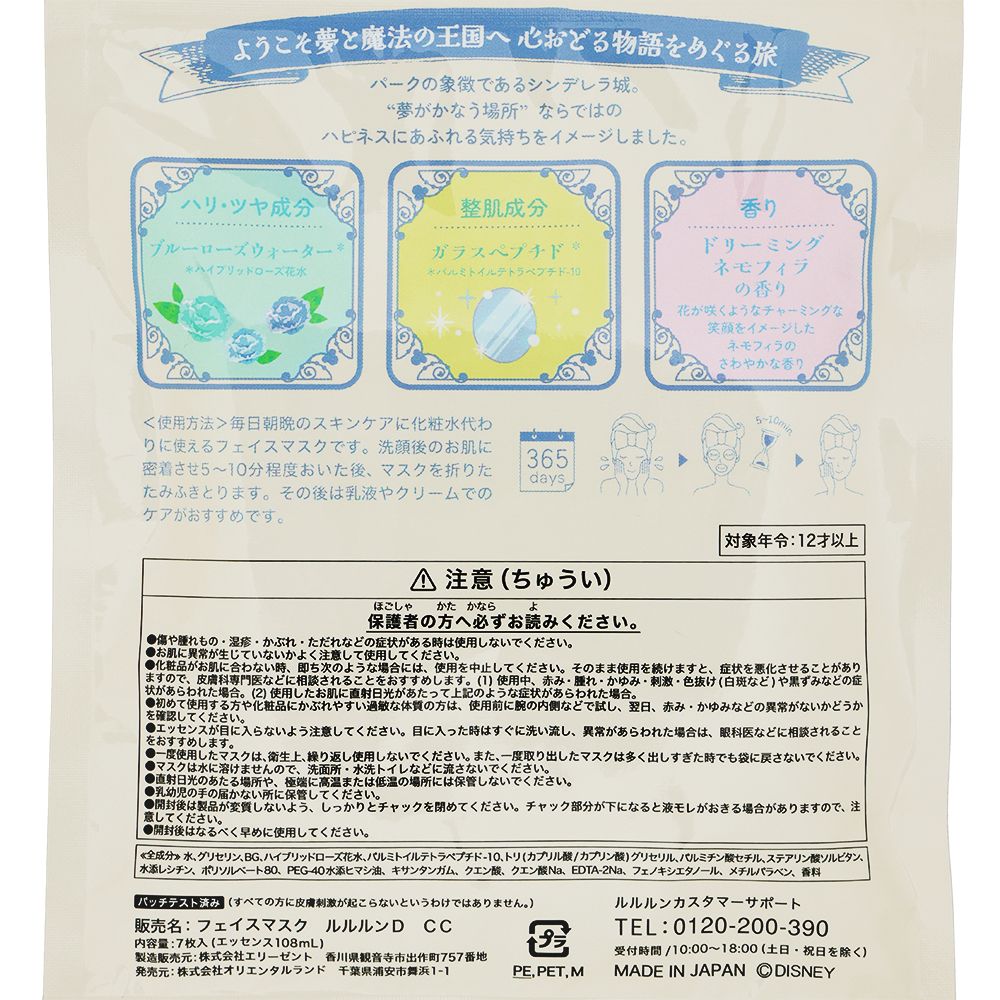 ようこそ夢と魔法の王国へ 心おどる物語をめぐる旅
パークの象徴であるシンデレラ城。
“夢がかなう場所” ならではの
ハピネスにあふれる気持ちをイメージしました。
ハリ・ツヤ成分
ブルーローズウォーター*
*ハイブリッドローズ花水
整肌成分
ガラスペプチド*
*パルミトイルテトラペプチド-10
香り
ドリーミング
ネモフィラ
の香り
花が咲くようなチャーミングな
笑顔をイメージした
ネモフィラの
さわやかな香り
＜使用方法＞毎日朝晩のスキンケアに化粧水代わ
りに使えるフェイスマスクです。洗顔後のお肌に
密着させ5～10分程度おいた後、マスクを折りた
たみふきとります。その後は乳液やクリームでの
ケアがおすすめです。
365
days
5~10min.
対象年令：12才以上
⚠ 注意（ちゅうい）
ほごしゃ かた かなら よ
保護者の方へ必ずお読みください。
●傷や腫れもの・湿疹・かぶれ・ただれなどの症状がある時は使用しないでください。
●お肌に異常が生じていないかよく注意して使用してください。
●化粧品がお肌に合わない時、即ち次のような場合には、使用を中止してください。そのまま使用を続けますと、症状を悪化させることがあり
ますので、皮膚科専門医などに相談されることをおすすめします。(1) 使用中、赤み・腫れ・かゆみ・刺激・色抜け(白斑など)や黒ずみなどの症
状があらわれた場合。(2) 使用したお肌に直射日光があたって上記のような症状があらわれた場合。
●初めて使用する方や化粧品にかぶれやすい過敏な体質の方は、使用前に腕の内側などで試し、翌日、赤み・かゆみなどの異常がないかどうか
を確認してください。
●エッセンスが目に入らないよう注意してください。目に入った時はすぐに洗い流し、異常があらわれた場合は、眼科医などに相談されること
をおすすめします。
●一度使用したマスクは、衛生上、繰り返し使用しないでください。また、一度取り出したマスクは多く出しすぎた時でも袋に戻さないでください。
●マスクは水に溶けませんので、洗面所・水洗トイレなどに流さないでください。
●直射日光のあたる場所や、極端に高温または低温の場所には保管しないでください。
●乳幼児の手の届かない所に保管してください。
●開封後は製品が変質しないよう、しっかりとチャックを閉めてください。チャック部分が下になると液モレがおきる場合がありますので、注
意してください。
●開封後はなるべく早めに使用してください。
≪全成分≫ 水、グリセリン、BG、ハイブリッドローズ花水、パルミトイルテトラペプチド-10、トリ(カプリル酸/カプリン酸)グリセリル、パルミチン酸セチル、ステアリン酸ソルビタン、
水添レシチン、ポリソルベート80、PEG-40水添ヒマシ油、キサンタンガム、クエン酸、クエン酸Na、EDTA-2Na、フェノキシエタノール、メチルパラベン、香料
パッチテスト済み（すべての方に皮膚刺激が起こらないというわけではありません。）
販売名：フェイスマスク ルルルンD CC
内容量：7枚入（エッセンス108mL）
製造販売元：株式会社エリーゼント 香川県観音寺市出作町757番地
発売元：株式会社オリエンタルランド 千葉県浦安市舞浜1-1
プラ
PE, PET, M
ルルルンカスタマーサポート
TEL：0120-200-390
受付時間 /10:00～18:00（土日・祝日を除く）
MADE IN JAPAN ©DISNEY